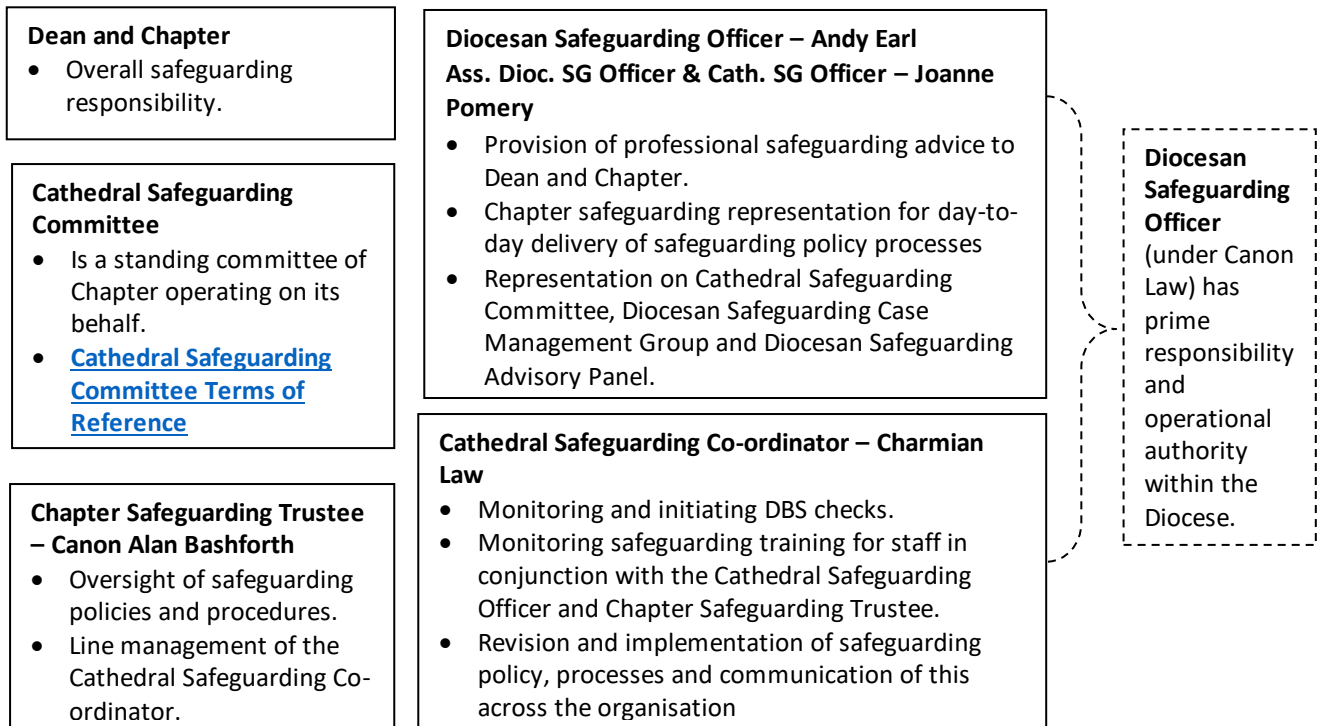 Dean and Chapter
• Overall safeguarding
responsibility.
Cathedral Safeguarding
Committee
• Is a standing committee of
Chapter operating on its
behalf.
• Cathedral Safeguarding
Committee Terms of
Reference
Chapter Safeguarding Trustee
– Canon Alan Bashforth
• Oversight of safeguarding
policies and procedures.
• Line management of the
Cathedral Safeguarding Co-
ordinator.
Diocesan Safeguarding Officer – Andy Earl
Ass. Dioc. SG Officer & Cath. SG Officer – Joanne
Pomery
• Provision of professional safeguarding advice to
Dean and Chapter.
• Chapter safeguarding representation for day-to-
day delivery of safeguarding policy processes
• Representation on Cathedral Safeguarding
Committee, Diocesan Safeguarding Case
Management Group and Diocesan Safeguarding
Advisory Panel.
Cathedral Safeguarding Co-ordinator – Charmian
Law
• Monitoring and initiating DBS checks.
• Monitoring safeguarding training for staff in
conjunction with the Cathedral Safeguarding
Officer and Chapter Safeguarding Trustee.
• Revision and implementation of safeguarding
policy, processes and communication of this
across the organisation
Diocesan
Safeguarding
Officer
(under Canon
Law) has
prime
responsibility
and
operational
authority
within the
Diocese.